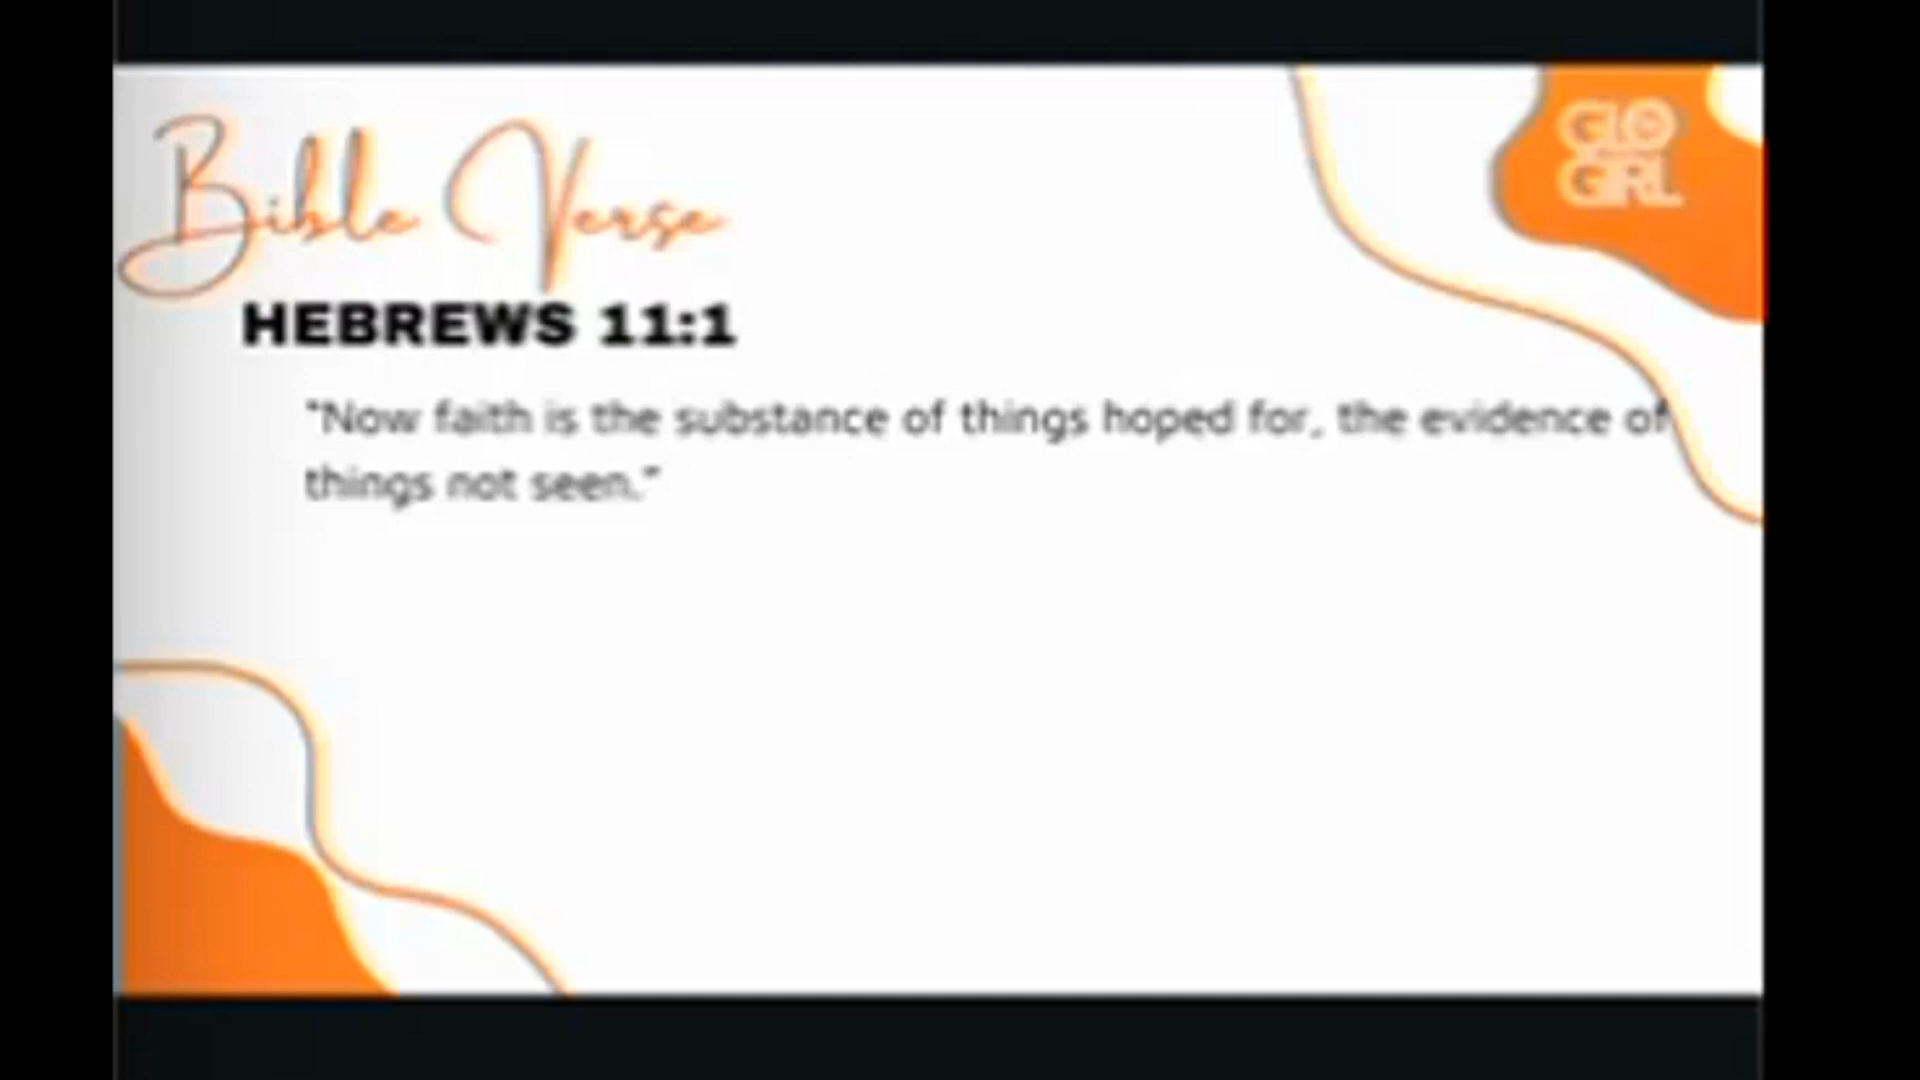 Bible Verse
GLO
GIRL
HEBREWS 11:1
"Now faith is the substance of things hoped for, the evidence of
things not seen."